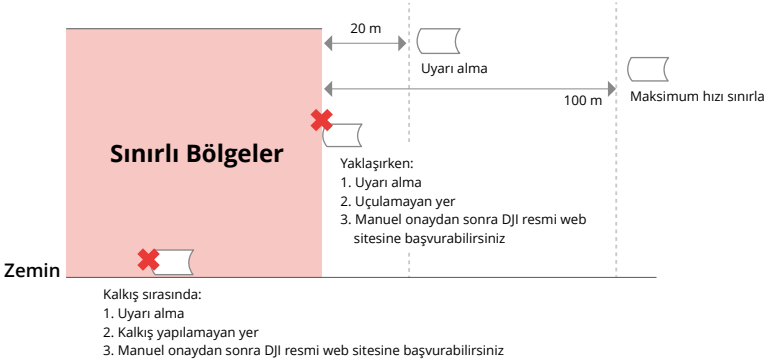 20 m
Uyarı alma
100 m
Maksimum hızı sınırla
Sınırlı Bölgeler
Yaklaşırken:
1. Uyarı alma
2. Uçulamayan yer
3. Manuel onaydan sonra DJI resmi web
sitesine başvurabilirsiniz
Zemin
Kalkış sırasında:
1. Uyarı alma
2. Kalkış yapılamayan yer
3. Manuel onaydan sonra DJI resmi web sitesine başvurabilirsiniz